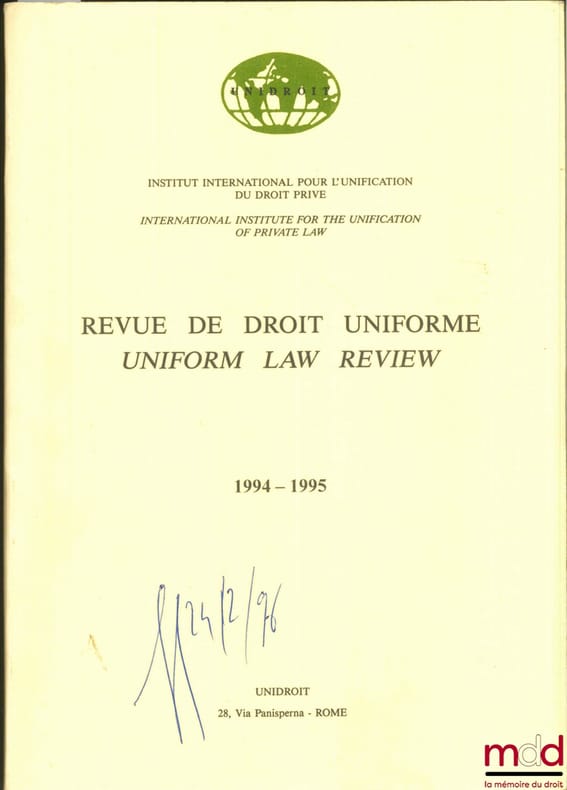 UNIDROIT
INSTITUT INTERNATIONAL POUR L'UNIFICATION
DU DROIT PRIVE
INTERNATIONAL INSTITUTE FOR THE UNIFICATION
OF PRIVATE LAW
REVUE DE DROIT UNIFORME
UNIFORM LAW REVIEW
1994 – 1995
24/2/96
UNIDROIT
28, Via Panisperna - ROME
mdd
la mémoire du droit